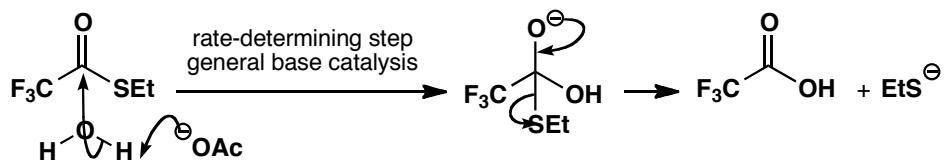 O
F₃C SEt
O
H H
⊖
OAc
rate-determining step
general base catalysis
O⊖
F₃C OH
SEt
O
F₃C OH
+ EtS⊖